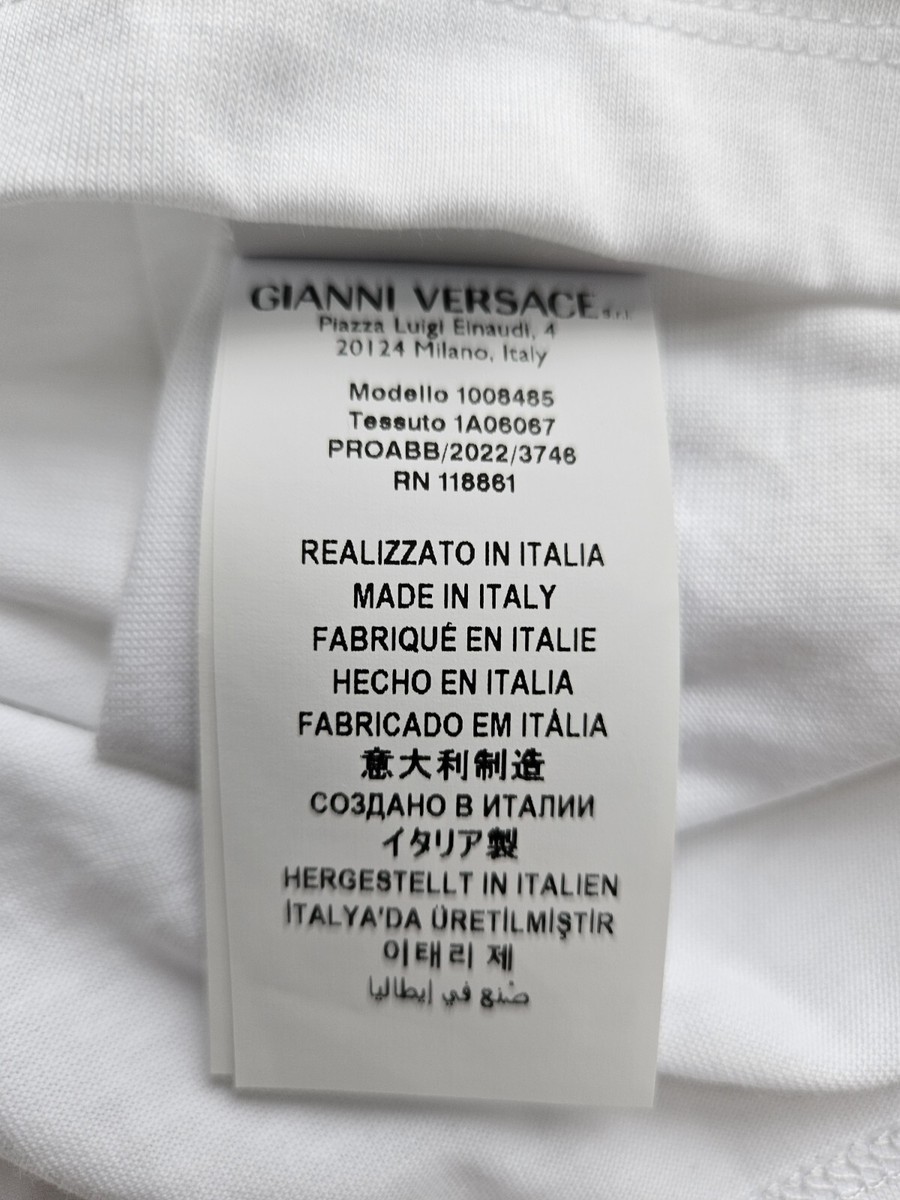 GIANNI VERSACE s.r.l.
Piazza Luigi Einaudi, 4
20124 Milano, Italy
Modello 1008485
Tessuto 1A06067
PROABB/2022/3746
RN 118861
REALIZZATO IN ITALIA
MADE IN ITALY
FABRIQUÉ EN ITALIE
HECHO EN ITALIA
FABRICADO EM ITÁLIA
意大利制造
СОЗДАНО В ИТАЛИИ
イタリア製
HERGESTELLT IN ITALIEN
İTALYA'DA ÜRETİLMİŞTİR
이태리 제
صُنع في إيطاليا